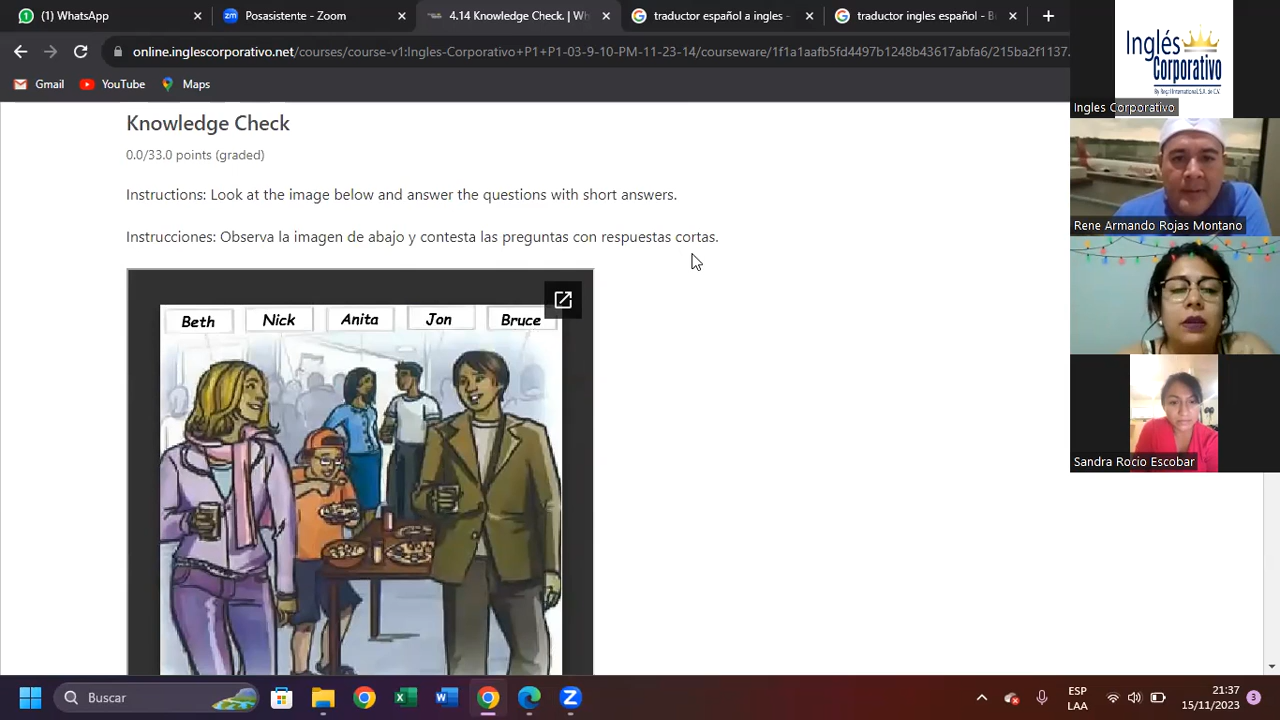 (1) WhatsApp
Posasistente - Zoom
4.14 Knowledge Check. | Wh
traductor español a ingles -
traductor ingles español - Bi
online.inglescorporativo.net/courses/course-v1:Ingles-Corporativo+P1+P1-03-9-10-PM-11-23-14/courseware/
Gmail
YouTube
Maps
Inglés
Corporativo
Ingles Corporativo
Knowledge Check
0.0/33.0 points (graded)
Instructions: Look at the image below and answer the questions with short answers.
Instrucciones: Observa la imagen de abajo y contesta las preguntas con respuestas cortas.
Rene Armando Rojas Montano
Beth
Nick
Anita
Jon
Bruce
Sandra Rocio Escobar
Buscar
ESP
LAA
21:37
15/11/2023
3